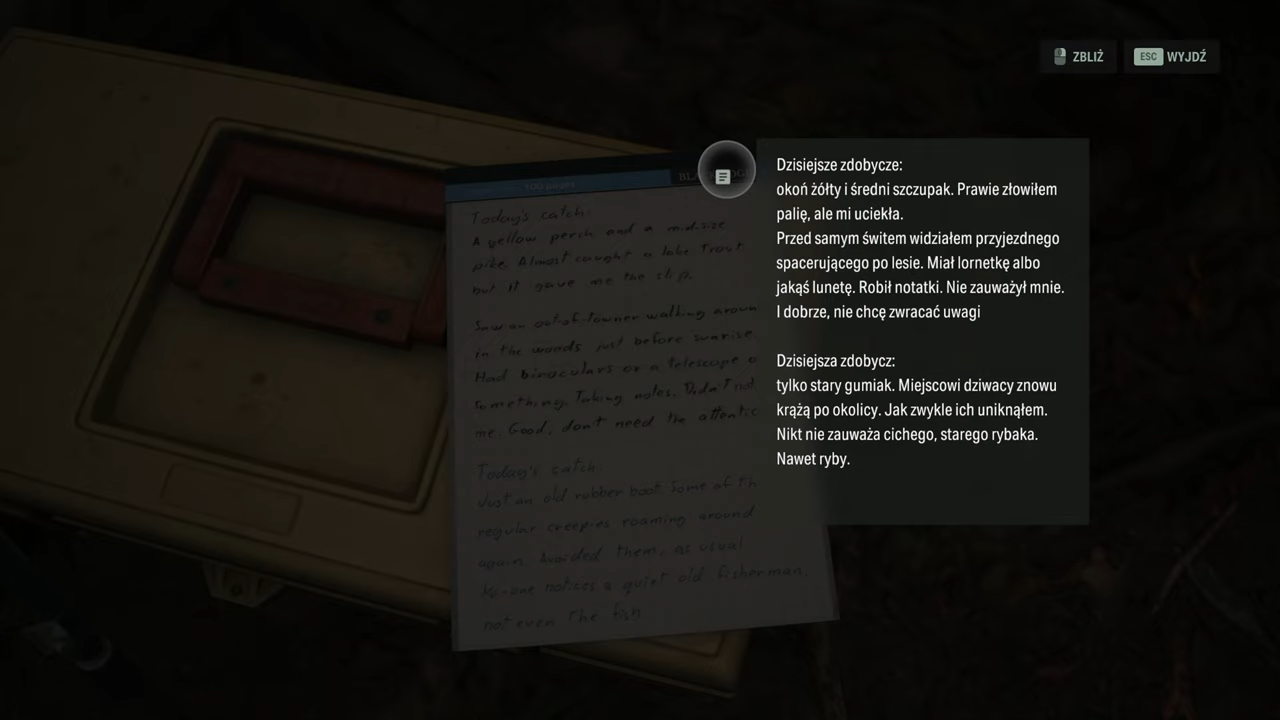 ZBLIŻ
ESC WYJDŹ
100 pages
Today's catch:
A yellow perch and a mid-size
pike. Almost caught a lake trout
but it gave me the slip.
Saw an out-of-towner walking aroun
in the woods just before sunrise.
Had binoculars or a telescope o
something. Taking notes. Didn't not
me. Good, don't need the attentio
Today's catch:
Just an old rubber boot. Some of th
regular creepies roaming around
again. Avoided them, as usual
No-one notices a quiet old fisherman,
not even the fish.
Dzisiejsze zdobycze:
okoń żółty i średni szczupak. Prawie złowiłem
palię, ale mi uciekła.
Przed samym świtem widziałem przyjezdnego
spacerującego po lesie. Miał lornetkę albo
jakąś lunetę. Robił notatki. Nie zauważył mnie.
I dobrze, nie chcę zwracać uwagi
Dzisiejsza zdobycz:
tylko stary gumiak. Miejscowi dziwacy znowu
krążą po okolicy. Jak zwykle ich uniknąłem.
Nikt nie zauważa cichego, starego rybaka.
Nawet ryby.